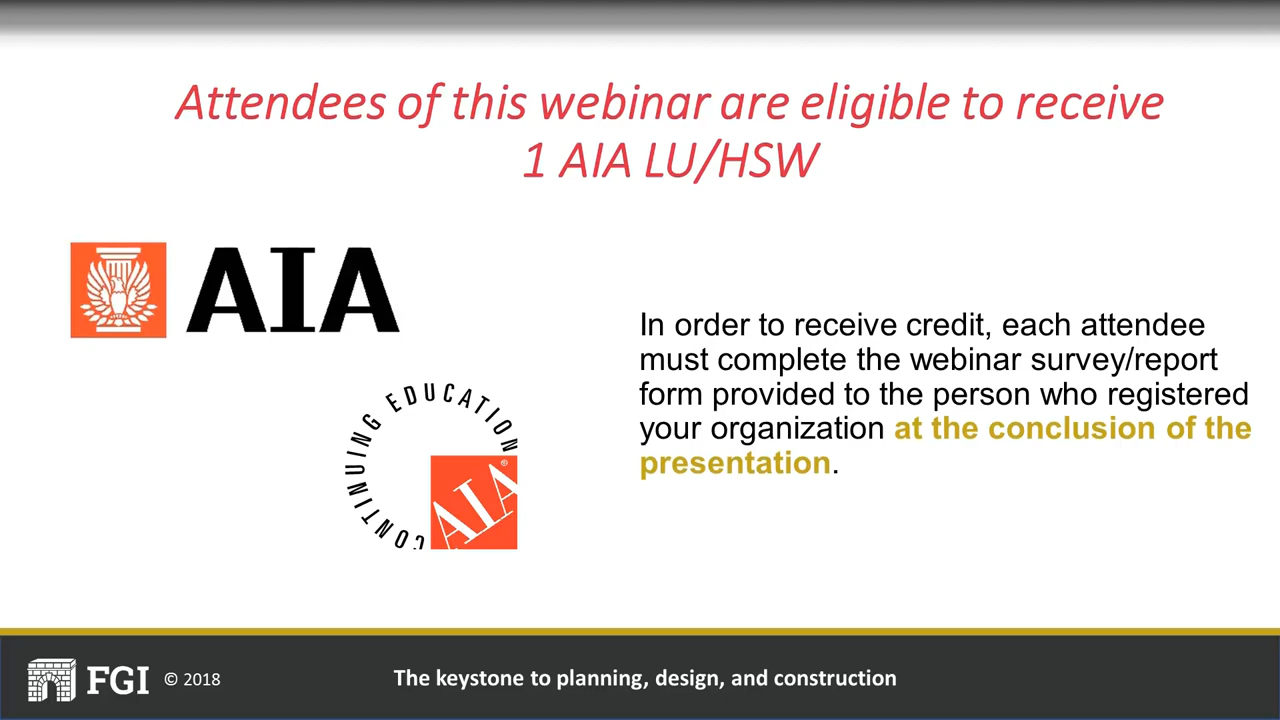 Attendees of this webinar are eligible to receive
1 AIA LU/HSW
AIA
In order to receive credit, each attendee
must complete the webinar survey/report
form provided to the person who registered
your organization at the conclusion of the
presentation.
CONTINUING EDUCATION
AIA®
FGI © 2018
The keystone to planning, design, and construction